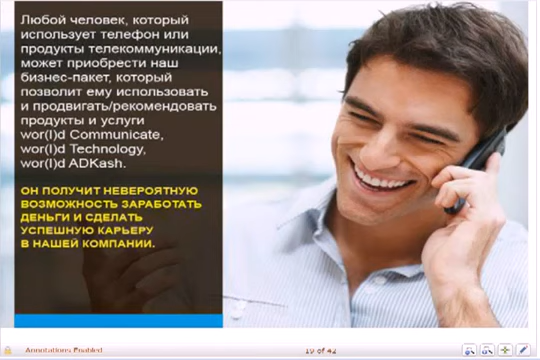 Любой человек, который
использует телефон или
продукты телекоммуникации,
может приобрести наш
бизнес-пакет, который
позволит ему использовать
и продвигать/рекомендовать
продукты и услуги
wor(l)d Communicate,
wor(l)d Technology,
wor(l)d ADKash.
ОН ПОЛУЧИТ НЕВЕРОЯТНУЮ
ВОЗМОЖНОСТЬ ЗАРАБОТАТЬ
ДЕНЬГИ И СДЕЛАТЬ
УСПЕШНУЮ КАРЬЕРУ
В НАШЕЙ КОМПАНИИ.
Annotations Enabled
19 of 42